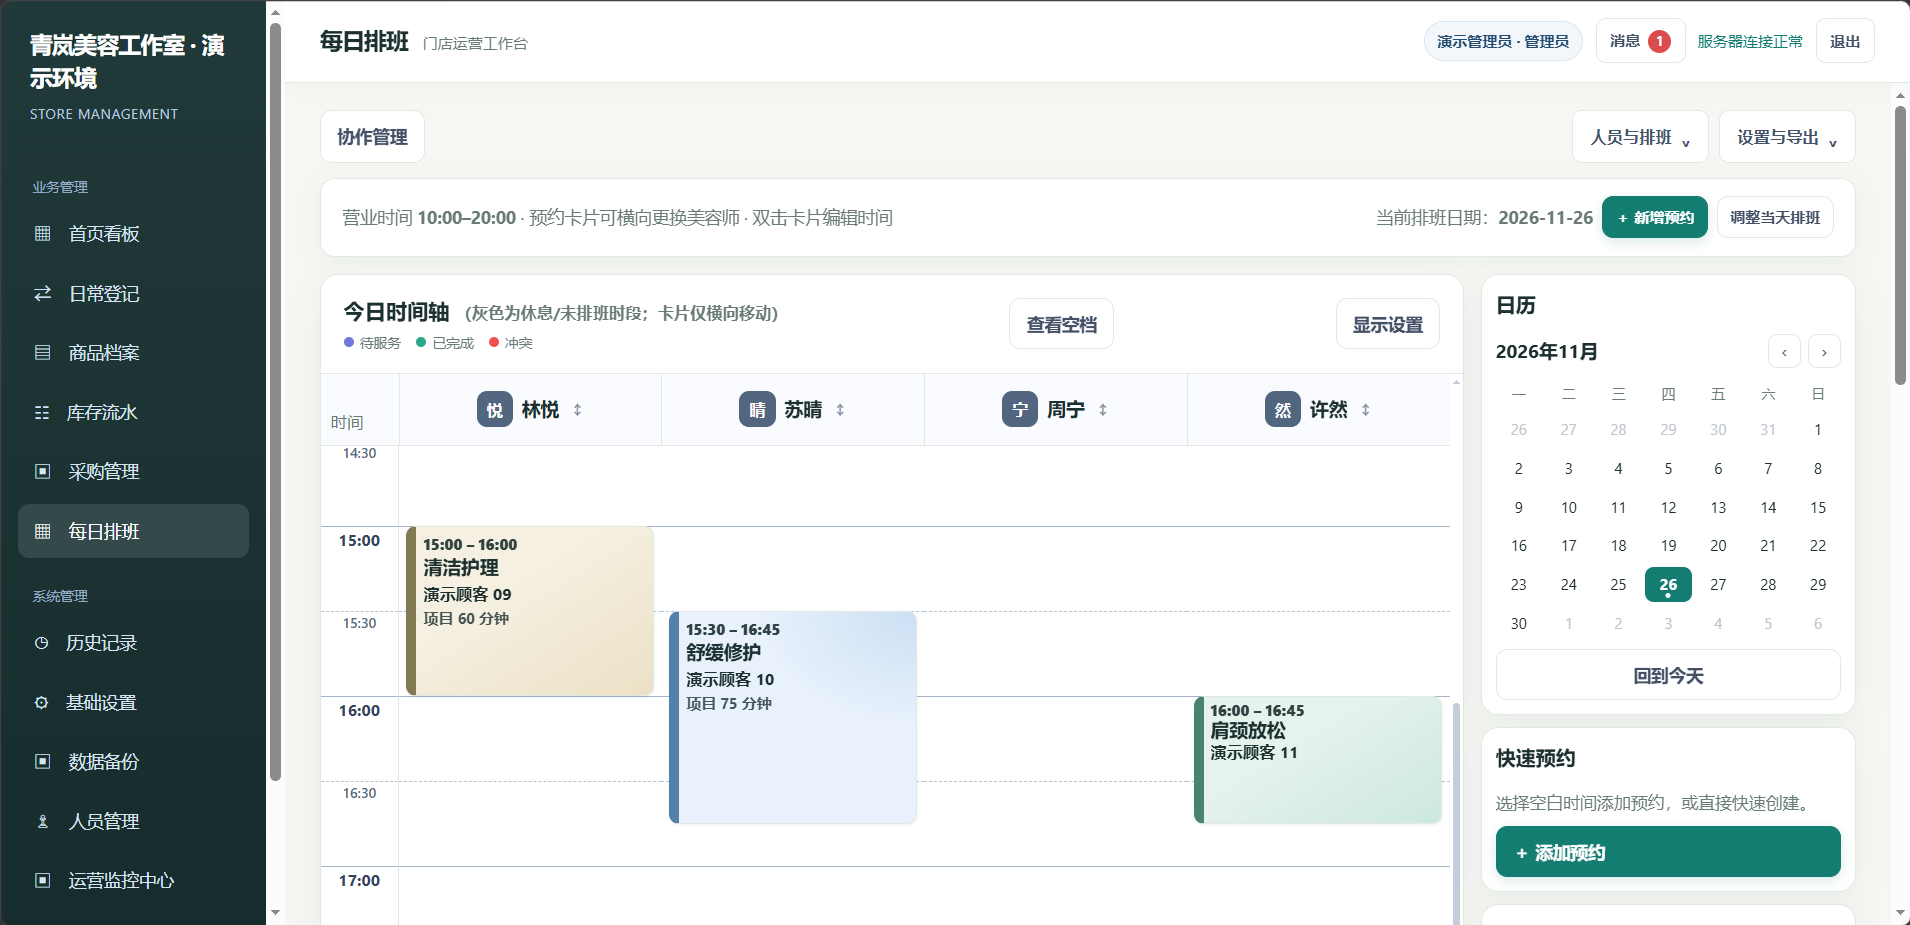 青岚美容工作室 · 演
示环境
STORE MANAGEMENT
业务管理
首页看板
日常登记
商品档案
库存流水
采购管理
每日排班
系统管理
历史记录
基础设置
数据备份
人员管理
运营监控中心
每日排班 门店运营工作台
演示管理员 · 管理员
消息 1
服务器连接正常
退出
协作管理
人员与排班
设置与导出
营业时间 10:00–20:00 · 预约卡片可横向更换美容师 · 双击卡片编辑时间
当前排班日期: 2026-11-26
+ 新增预约
调整当天排班
今日时间轴 (灰色为休息/未排班时段；卡片仅横向移动)
待服务 已完成 冲突
查看空档
显示设置
时间
悦 林悦
晴 苏晴
宁 周宁
然 许然
14:30
15:00
15:30
16:00
16:30
17:00
15:00 – 16:00
清洁护理
演示顾客 09
项目 60 分钟
15:30 – 16:45
舒缓修护
演示顾客 10
项目 75 分钟
16:00 – 16:45
肩颈放松
演示顾客 11
日历
2026年11月
‹ ›
一 二 三 四 五 六 日
26 27 28 29 30 31 1
2 3 4 5 6 7 8
9 10 11 12 13 14 15
16 17 18 19 20 21 22
23 24 25 26 27 28 29
30 1 2 3 4 5 6
回到今天
快速预约
选择空白时间添加预约，或直接快速创建。
+ 添加预约